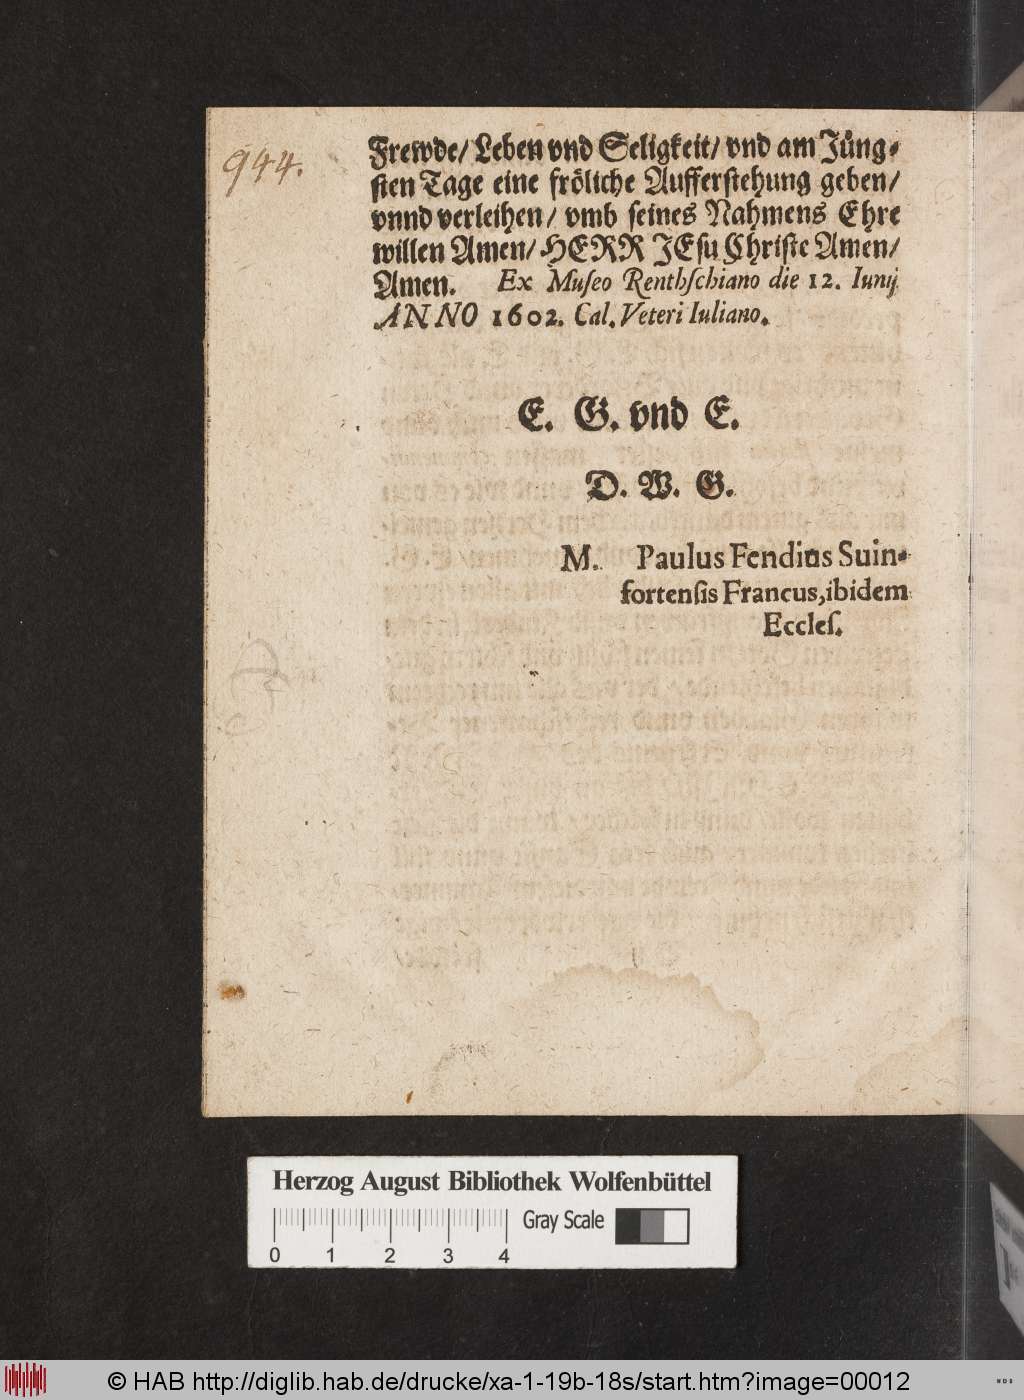 944.
Frewde/ Leben vnd Seligkeit/ vnd am Jüng⸗
sten Tage eine fröliche Aufferstehung geben/
vnnd verleihen/ vmb seines Nahmens Ehre
willen Amen/ HERR JEsu Christe Amen/
Amen. Ex Muſeo Renthſchiano die 12. Iunij
ANNO 1602. Cal. Veteri Iuliano.
E. G. vnd E.
D. W. G.
M. Paulus Fendius Suin⸗
fortenſis Francus, ibidem
Eccleſ.
Herzog August Bibliothek Wolfenbüttel
Gray Scale
0 1 2 3 4
© HAB http://diglib.hab.de/drucke/xa-1-19b-18s/start.htm?image=00012